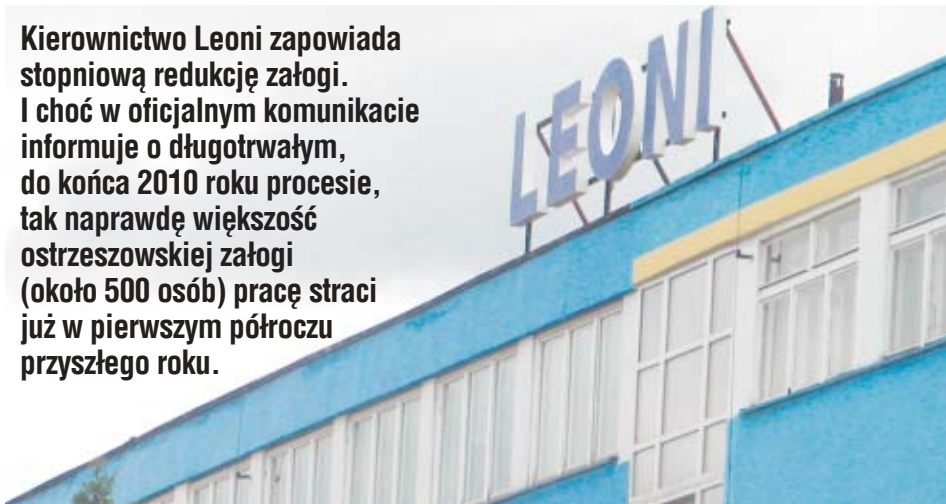 Kierownictwo Leoni zapowiada
stopniową redukcję załogi.
I choć w oficjalnym komunikacie
informuje o długotrwałym,
do końca 2010 roku procesie,
tak naprawdę większość
ostrzeszowskiej załogi
(około 500 osób) pracę straci
już w pierwszym półroczu
przyszłego roku.
LEONI